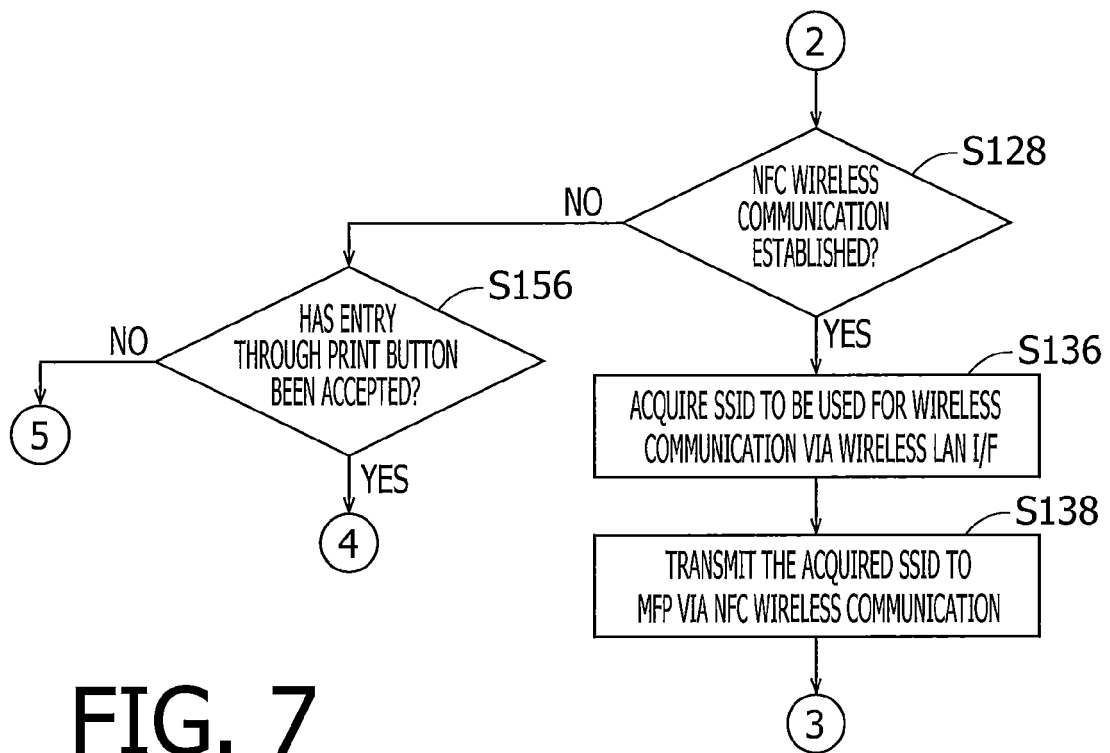 2
S128
NFC WIRELESS
COMMUNICATION
ESTABLISHED?
NO
YES
S156
HAS ENTRY
THROUGH PRINT BUTTON
BEEN ACCEPTED?
NO
5
YES
4
S136
ACQUIRE SSID TO BE USED FOR WIRELESS
COMMUNICATION VIA WIRELESS LAN I/F
S138
TRANSMIT THE ACQUIRED SSID TO
MFP VIA NFC WIRELESS COMMUNICATION
3
FIG. 7